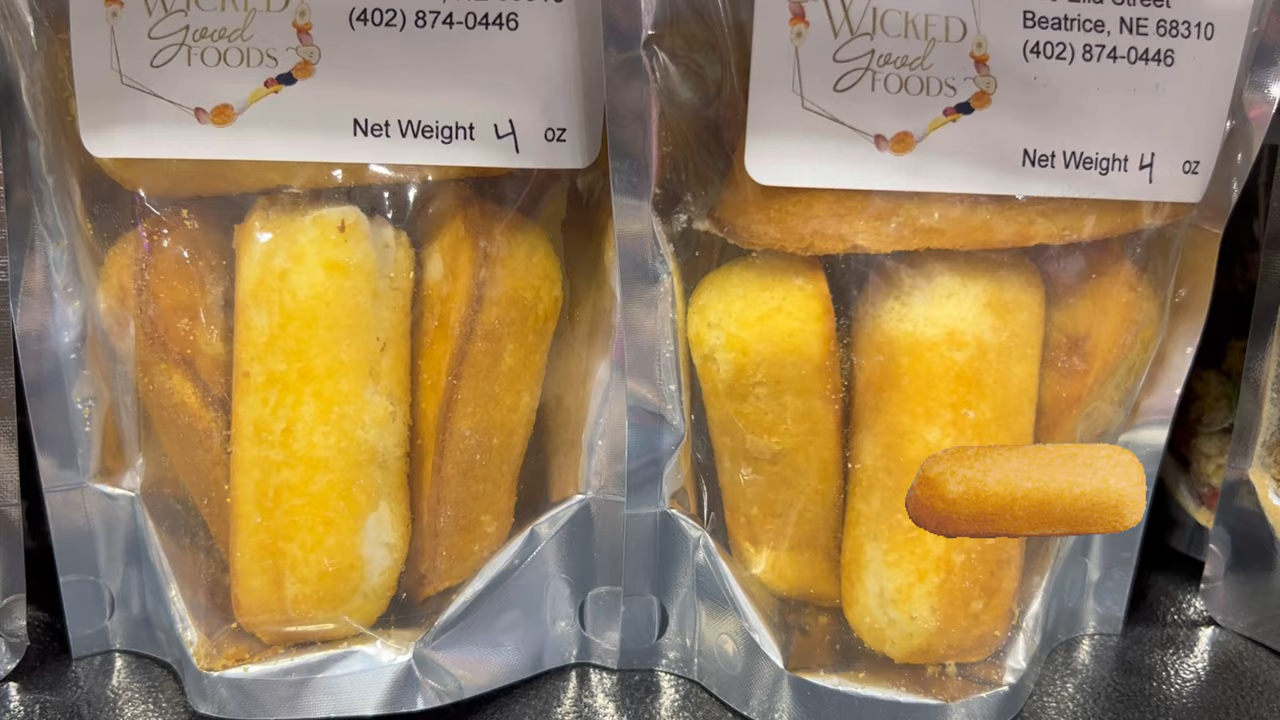 WICKED
Good
FOODS
(402) 874-0446
Net Weight 4 oz
WICKED
Good
FOODS
Street
Beatrice, NE 68310
(402) 874-0446
Net Weight 4 oz